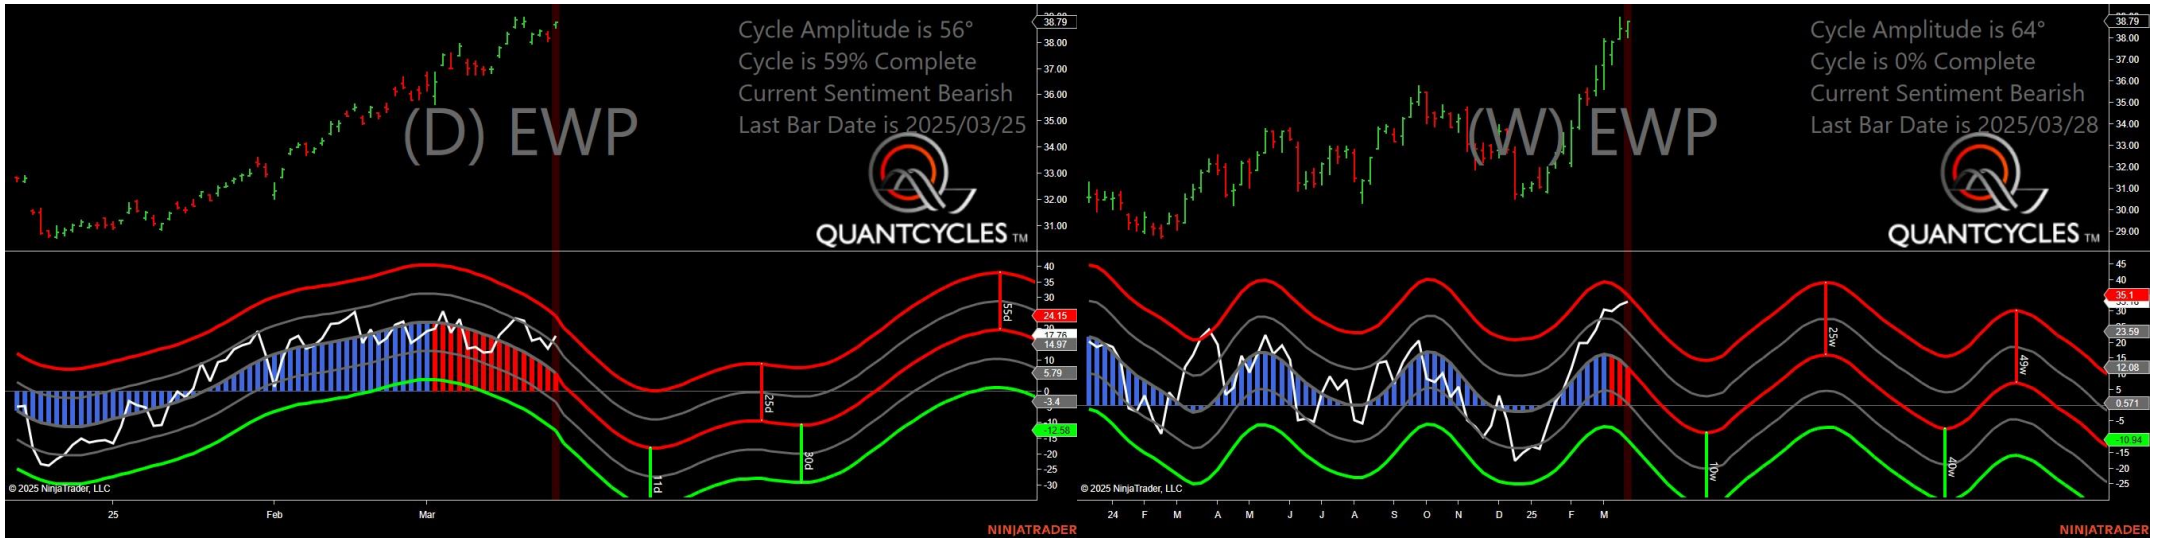 Cycle Amplitude is 56°
Cycle is 59% Complete
Current Sentiment Bearish
Last Bar Date is 2025/03/25
(D) EWP
QUANTCYCLES TM
38.79
38.00
37.00
36.00
35.00
34.00
33.00
32.00
31.00
40
35
30
24.15
17.76
14.97
10
5.79
0
-3.4
-12.58
-15
-20
-25
-30
11d
25d
30d
55d
© 2025 NinjaTrader, LLC
25
Feb
Mar
NINJATRADER
Cycle Amplitude is 64°
Cycle is 0% Complete
Current Sentiment Bearish
Last Bar Date is 2025/03/28
(W) EWP
QUANTCYCLES TM
38.79
38.00
37.00
36.00
35.00
34.00
33.00
32.00
31.00
30.00
29.00
45
40
35.1
30
23.59
20
15
12.08
5
0.571
-5
-10.94
-15
-20
-25
10w
25w
40w
49w
© 2025 NinjaTrader, LLC
24 F M A M J J A S O N D 25 F M
NINJATRADER